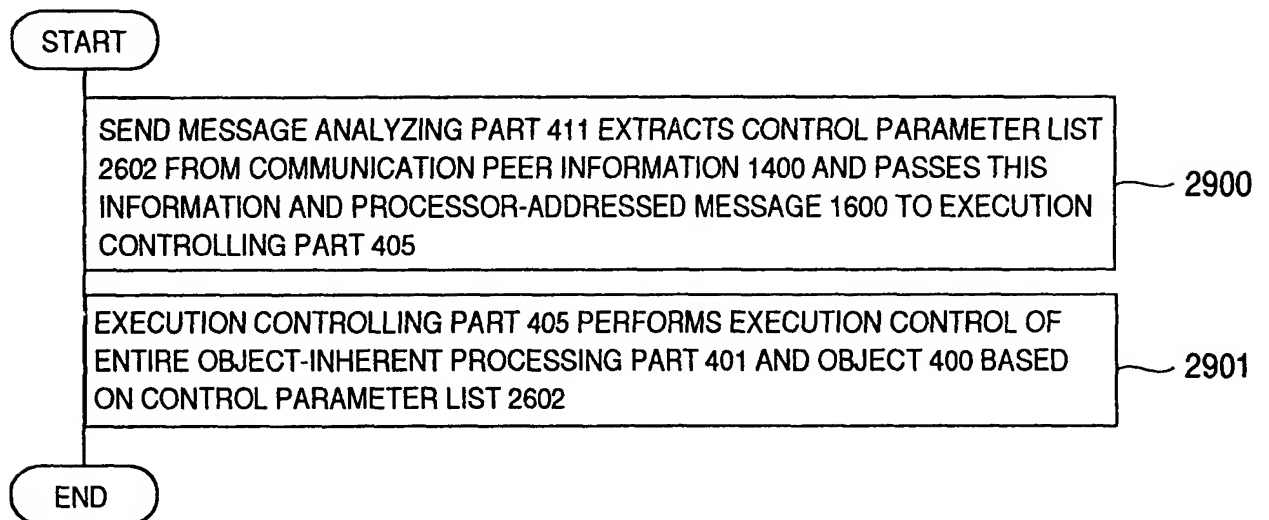 START
SEND MESSAGE ANALYZING PART 411 EXTRACTS CONTROL PARAMETER LIST
2602 FROM COMMUNICATION PEER INFORMATION 1400 AND PASSES THIS
INFORMATION AND PROCESSOR-ADDRESSED MESSAGE 1600 TO EXECUTION
CONTROLLING PART 405
2900
EXECUTION CONTROLLING PART 405 PERFORMS EXECUTION CONTROL OF
ENTIRE OBJECT-INHERENT PROCESSING PART 401 AND OBJECT 400 BASED
ON CONTROL PARAMETER LIST 2602
2901
END